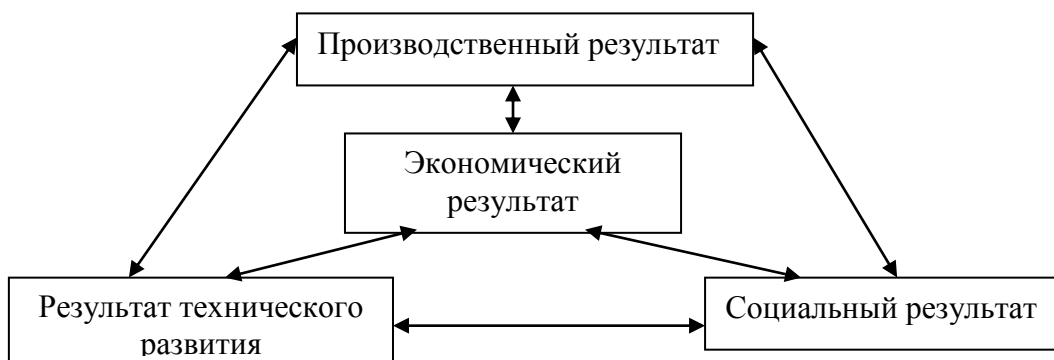 Производственный результат
Экономический
результат
Результат технического
развития
Социальный результат